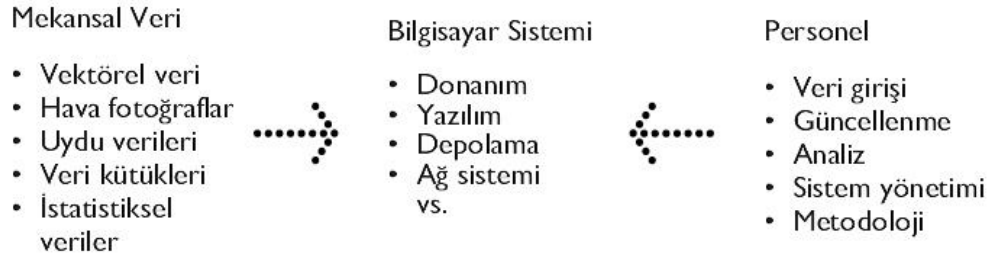 Mekansal Veri
• Vektörel veri
• Hava fotoğraflar
• Uydu verileri
• Veri kütükleri
• İstatistiksel
veriler
Bilgisayar Sistemi
• Donanım
• Yazılım
• Depolama
• Ağ sistemi
vs.
Personel
• Veri girişi
• Güncellenme
• Analiz
• Sistem yönetimi
• Metodoloji